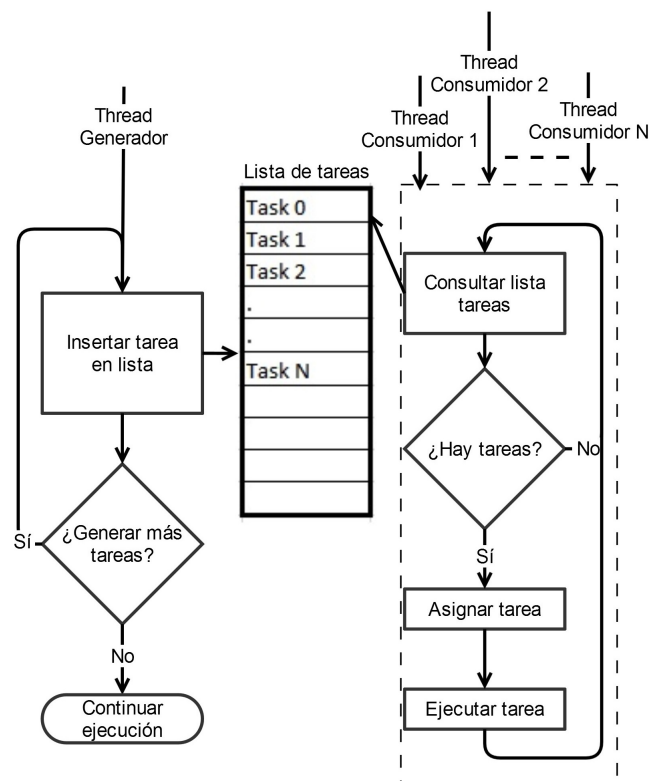 Thread
Generador
Insertar tarea
en lista
¿Generar más
tareas?
Sí
No
Continuar
ejecución
Lista de tareas
Task 0
Task 1
Task 2
.
.
Task N
Thread
Consumidor 1
Thread
Consumidor 2
Thread
Consumidor N
Consultar lista
tareas
¿Hay tareas?
No
Sí
Asignar tarea
Ejecutar tarea